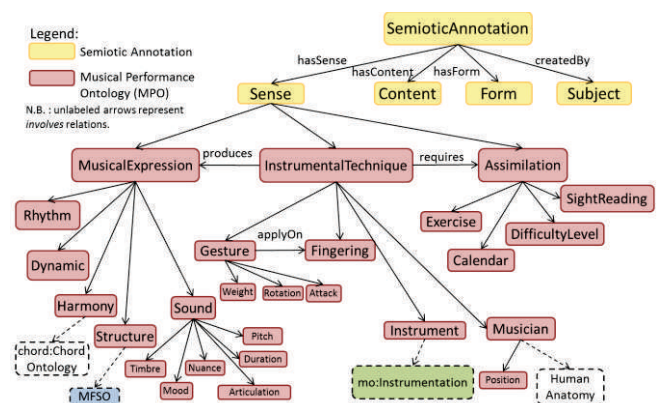 Legend:
Semiotic Annotation
Musical Performance
Ontology (MPO)
N.B. : unlabeled arrows represent
involves relations.
SemioticAnnotation
hasSense
hasContent
hasForm
createdBy
Sense
Content
Form
Subject
MusicalExpression
produces
InstrumentalTechnique
requires
Assimilation
Rhythm
Dynamic
Harmony
Structure
Sound
Gesture
applyOn
Fingering
Exercise
Calendar
DifficultyLevel
SightReading
Weight
Rotation
Attack
Instrument
Musician
chord:Chord
Ontology
MFSO
Timbre
Mood
Nuance
Articulation
Duration
Pitch
mo:Instrumentation
Position
Human
Anatomy